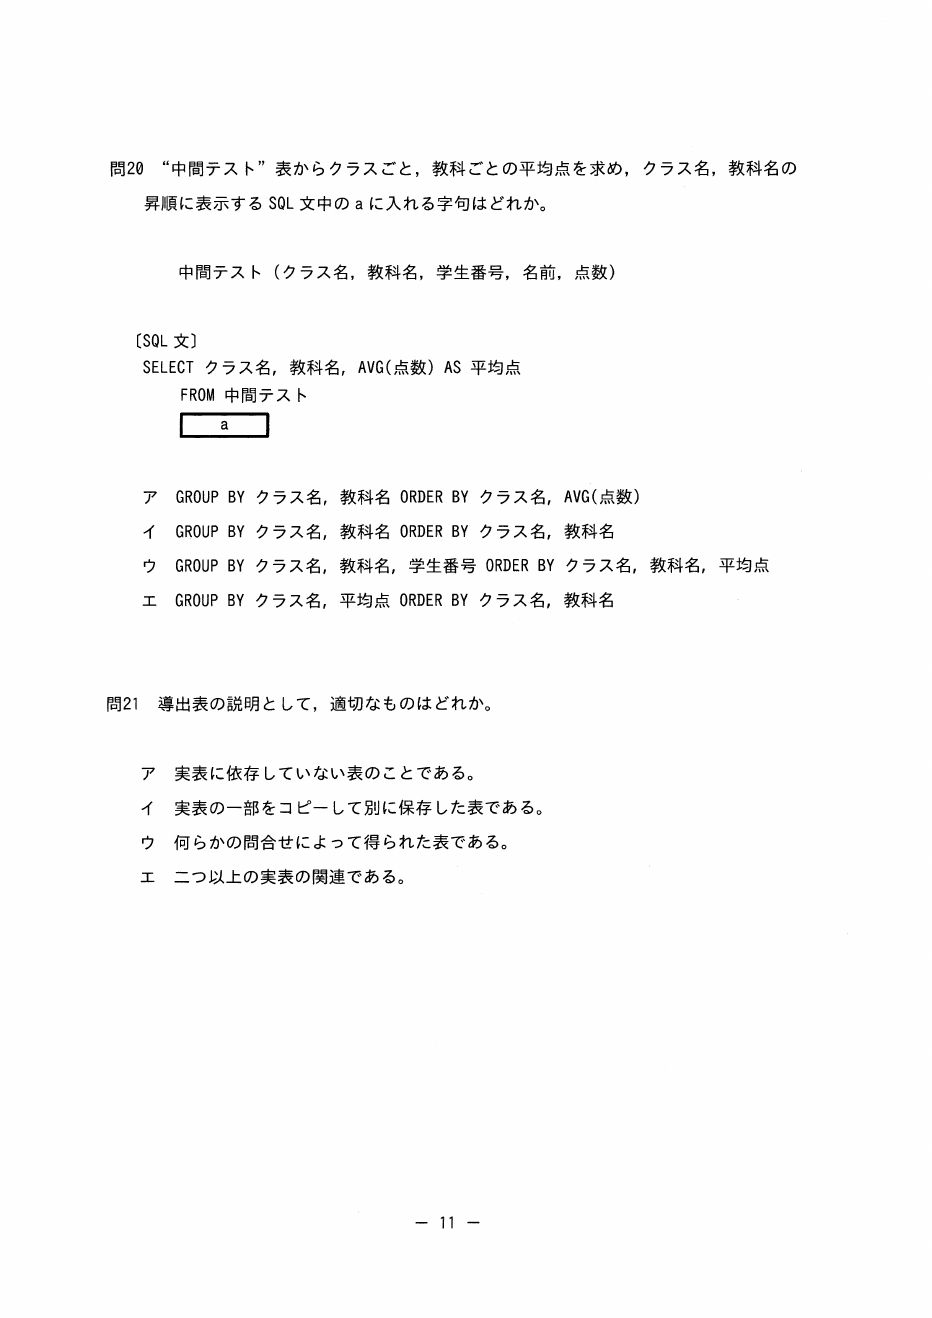 問20 “中間テスト”表からクラスごと，教科ごとの平均点を求め，クラス名，教科名の
昇順に表示する SQL 文中の a に入れる字句はどれか。
中間テスト（クラス名，教科名，学生番号，名前，点数）
〔SQL 文〕
SELECT クラス名, 教科名, AVG(点数) AS 平均点
FROM 中間テスト
a
ア GROUP BY クラス名, 教科名 ORDER BY クラス名, AVG(点数)
イ GROUP BY クラス名, 教科名 ORDER BY クラス名, 教科名
ウ GROUP BY クラス名, 教科名, 学生番号 ORDER BY クラス名, 教科名, 平均点
エ GROUP BY クラス名, 平均点 ORDER BY クラス名, 教科名
問21 導出表の説明として，適切なものはどれか。
ア 実表に依存していない表のことである。
イ 実表の一部をコピーして別に保存した表である。
ウ 何らかの問合せによって得られた表である。
エ 二つ以上の実表の関連である。
－ 11 －